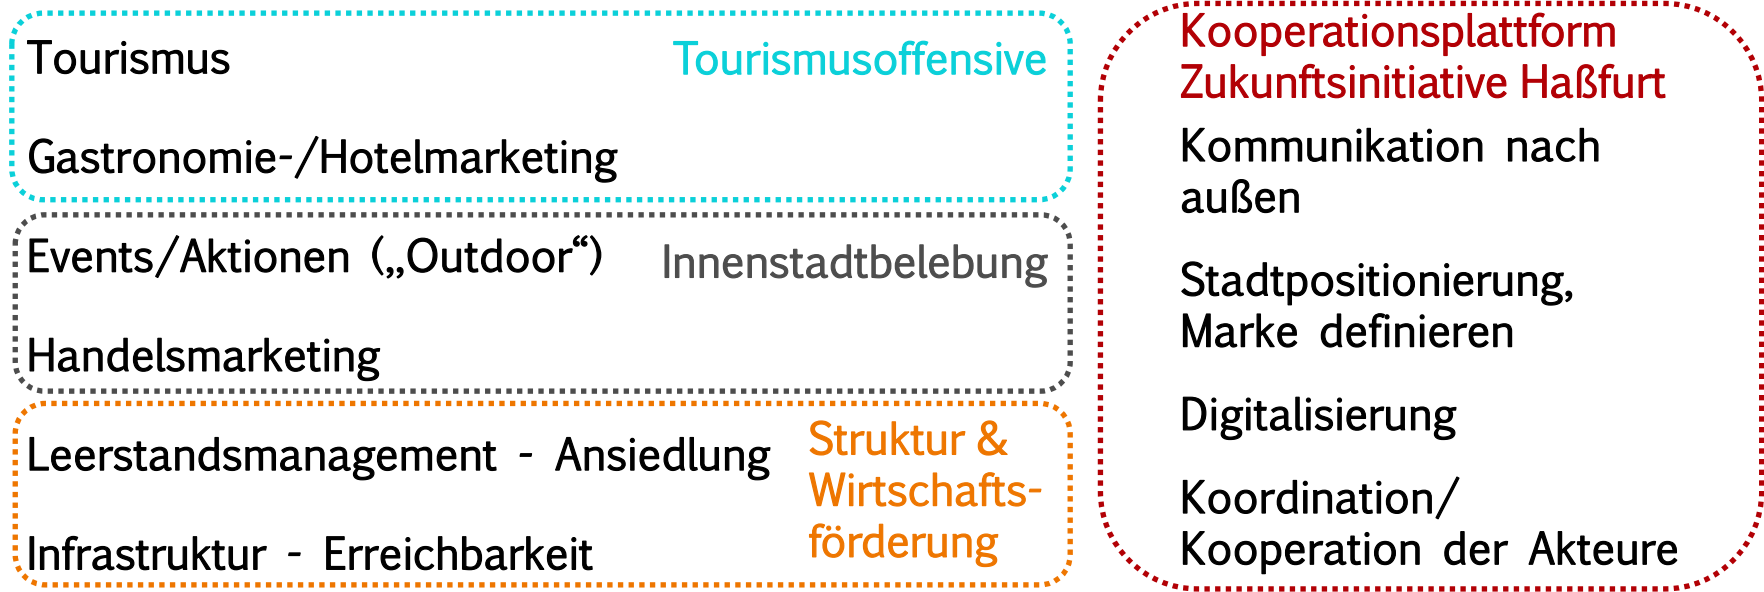 Tourismus
Tourismusoffensive
Gastronomie-/Hotelmarketing
Events/Aktionen („Outdoor“)
Innenstadtbelebung
Handelsmarketing
Leerstandsmanagement - Ansiedlung
Infrastruktur - Erreichbarkeit
Struktur &
Wirtschafts-
förderung
Kooperationsplattform
Zukunftsinitiative Haßfurt
Kommunikation nach
außen
Stadtpositionierung,
Marke definieren
Digitalisierung
Koordination/
Kooperation der Akteure